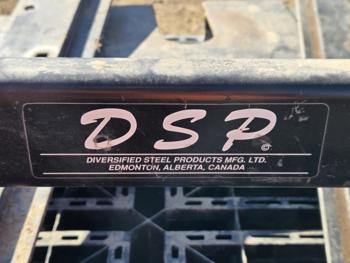 DSP©
DIVERSIFIED STEEL PRODUCTS MFG. LTD.
EDMONTON, ALBERTA, CANADA